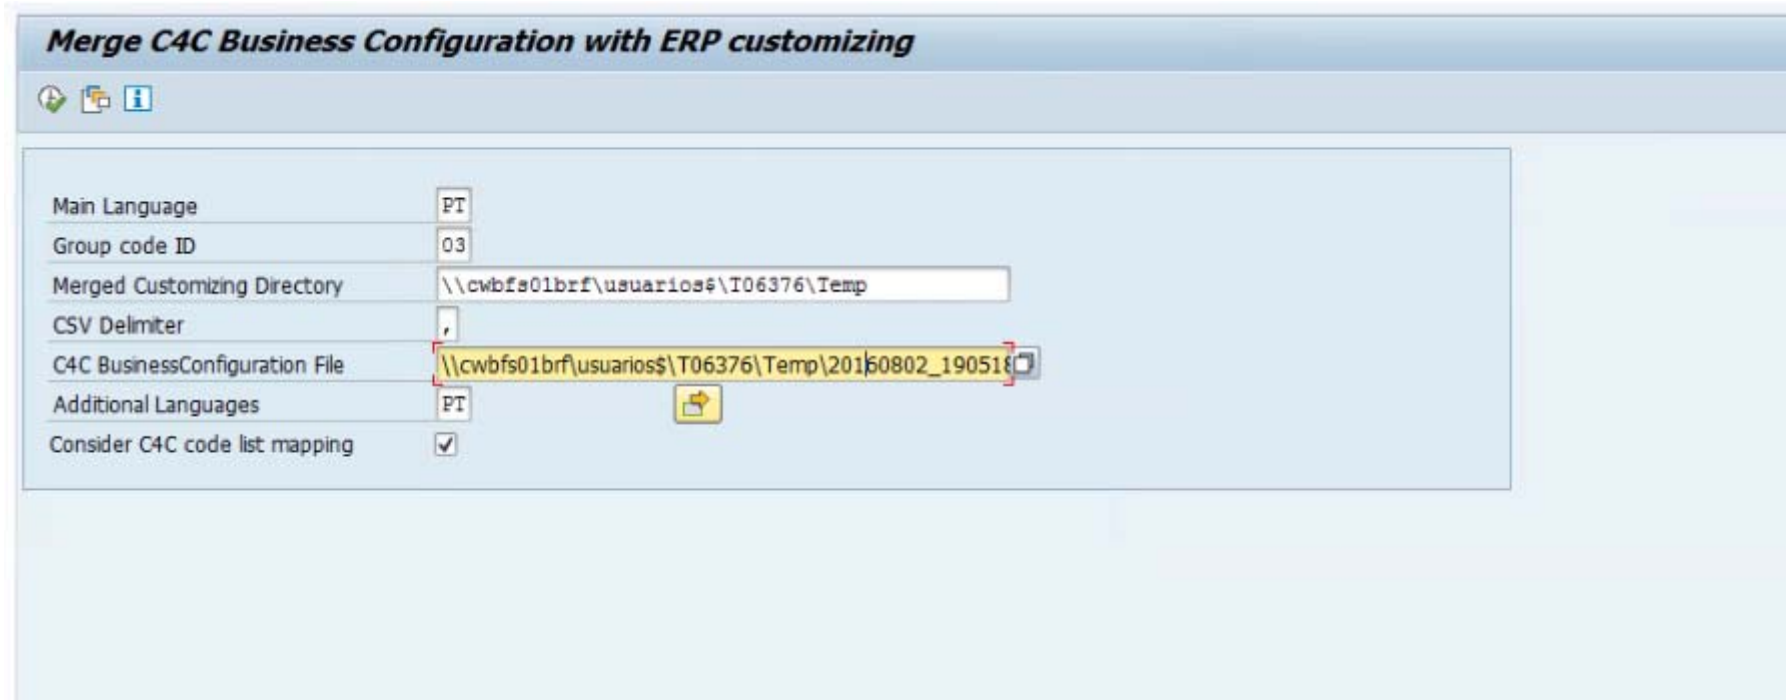 Merge C4C Business Configuration with ERP customizing
Main Language PT
Group code ID 03
Merged Customizing Directory \\cwbfs01brf\usuarios$\T06376\Temp
CSV Delimiter ,
C4C BusinessConfiguration File \\cwbfs01brf\usuarios$\T06376\Temp\20160802_190518
Additional Languages PT
Consider C4C code list mapping